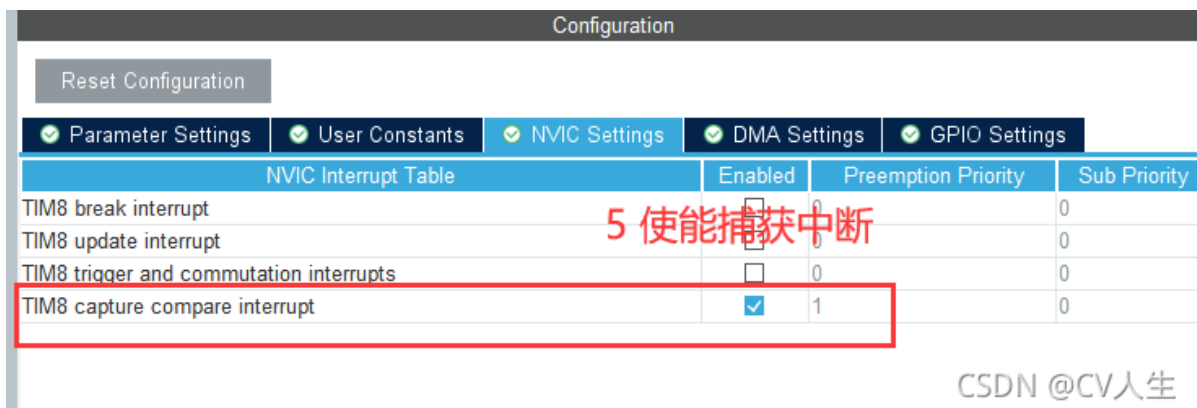 Configuration
Reset Configuration
Parameter Settings User Constants NVIC Settings DMA Settings GPIO Settings
NVIC Interrupt Table Enabled Preemption Priority Sub Priority
TIM8 break interrupt 0 0
5 使能捕获中断
TIM8 update interrupt 0 0
TIM8 trigger and commutation interrupts 0 0
TIM8 capture compare interrupt 1 0
CSDN @CV人生